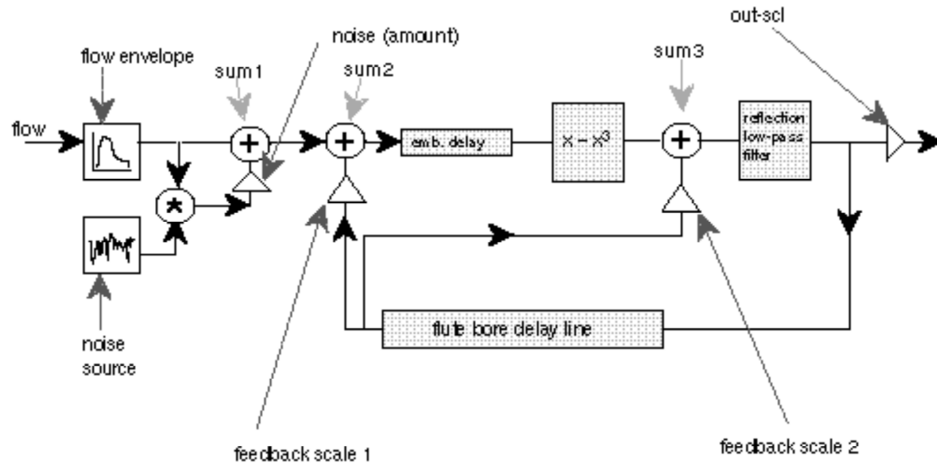 out-scl
noise (amount)
flow envelope
sum1
sum2
sum3
flow
emb. delay
x - x³
reflection
low-pass
filter
flute bore delay line
noise
source
feedback scale 1
feedback scale 2